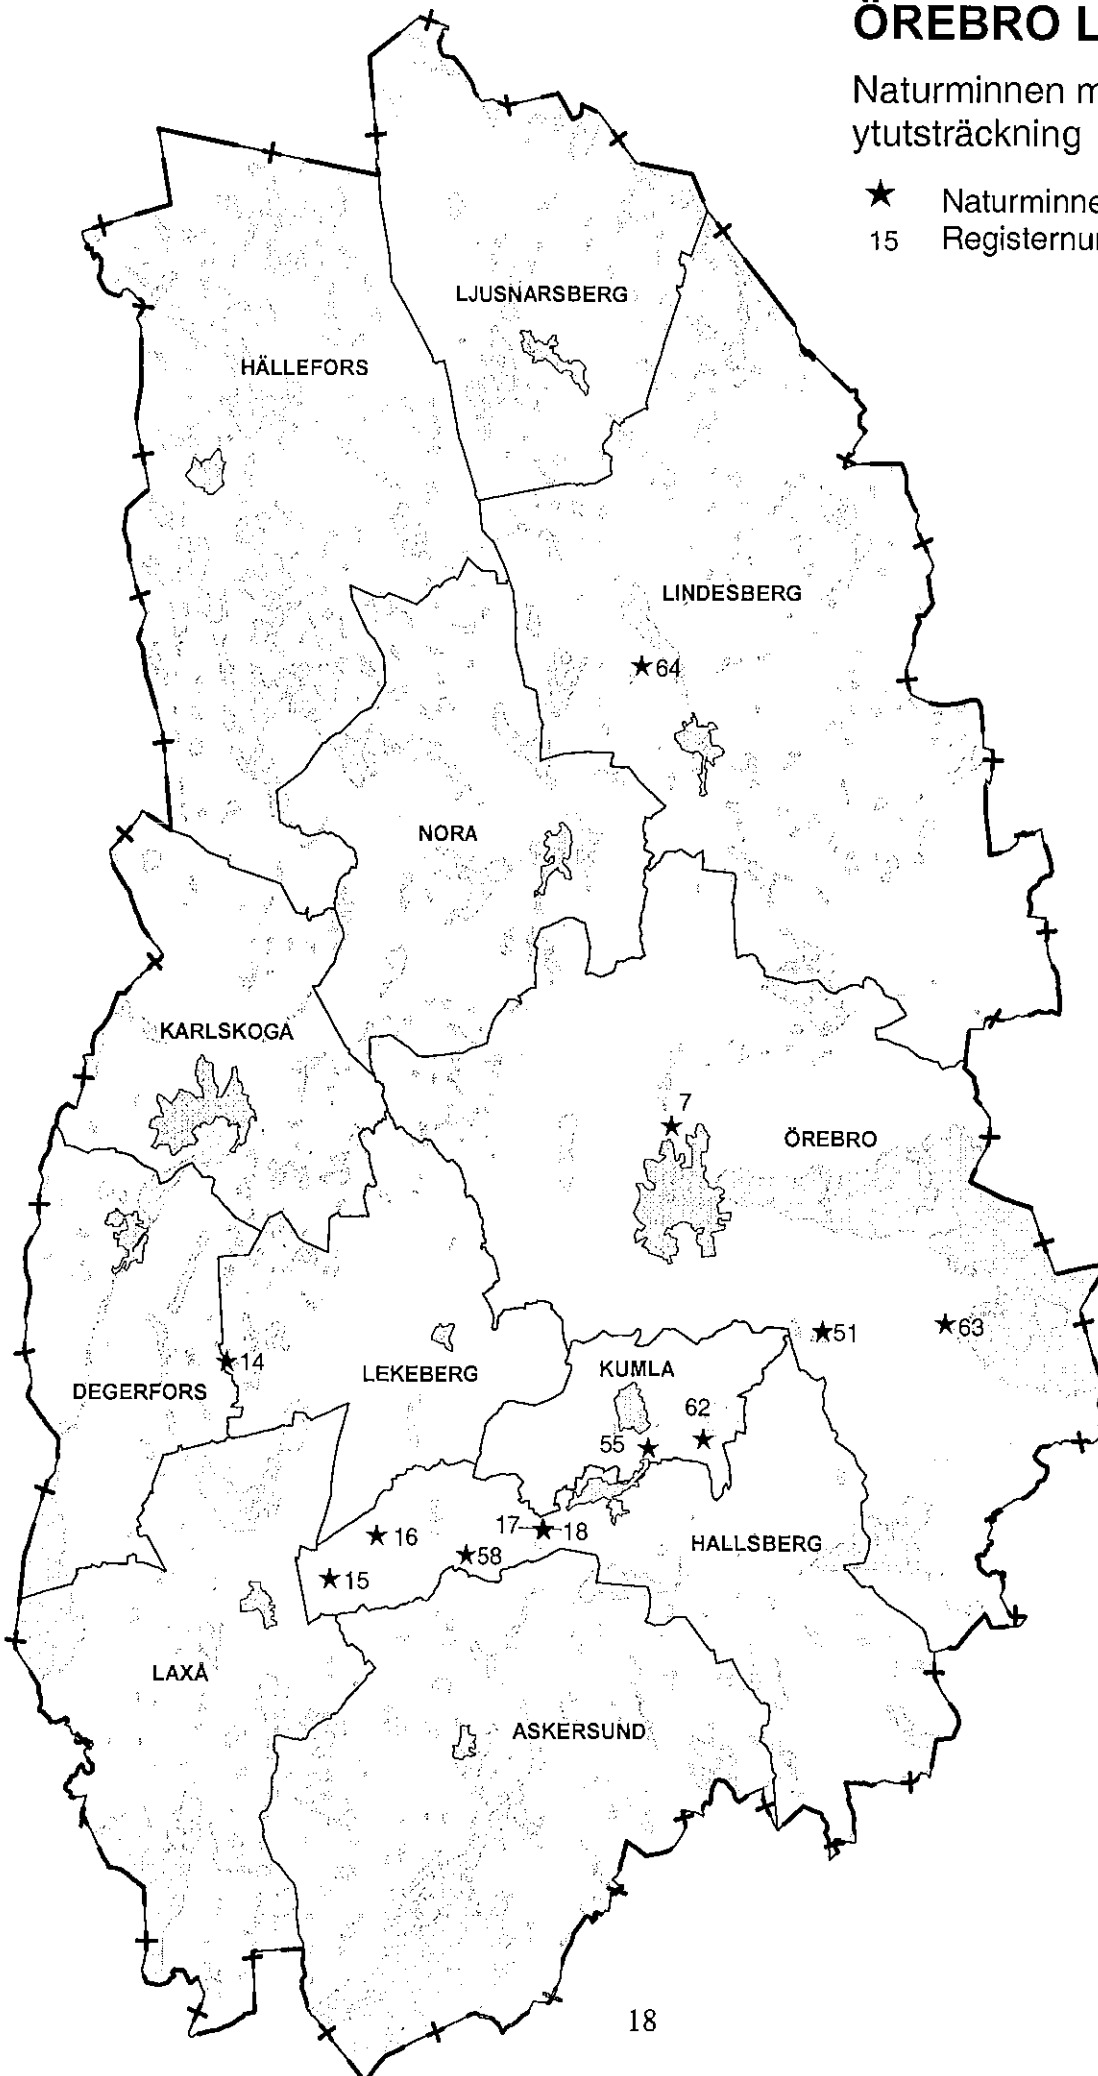 ÖREBRO L
Naturminnen m
ytutsträckning
Naturminne
15 Registernu
LJUSNARSBERG
HÄLLEFORS
LINDESBERG
64
NORA
KARLSKOGA
7
ÖREBRO
51
63
14
LEKEBERG
KUMLA
DEGERFORS
62
55
16
17 18
HALLSBERG
58
15
LAXÅ
ASKERSUND
18